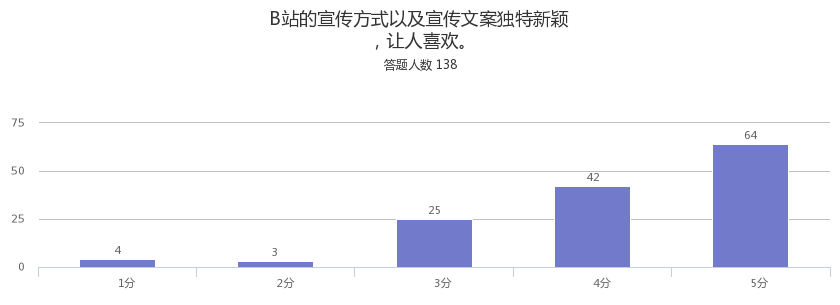 B站的宣传方式以及宣传文案独特新颖
，让人喜欢。
答题人数 138
75
50
25
0
4
3
25
42
64
1分
2分
3分
4分
5分